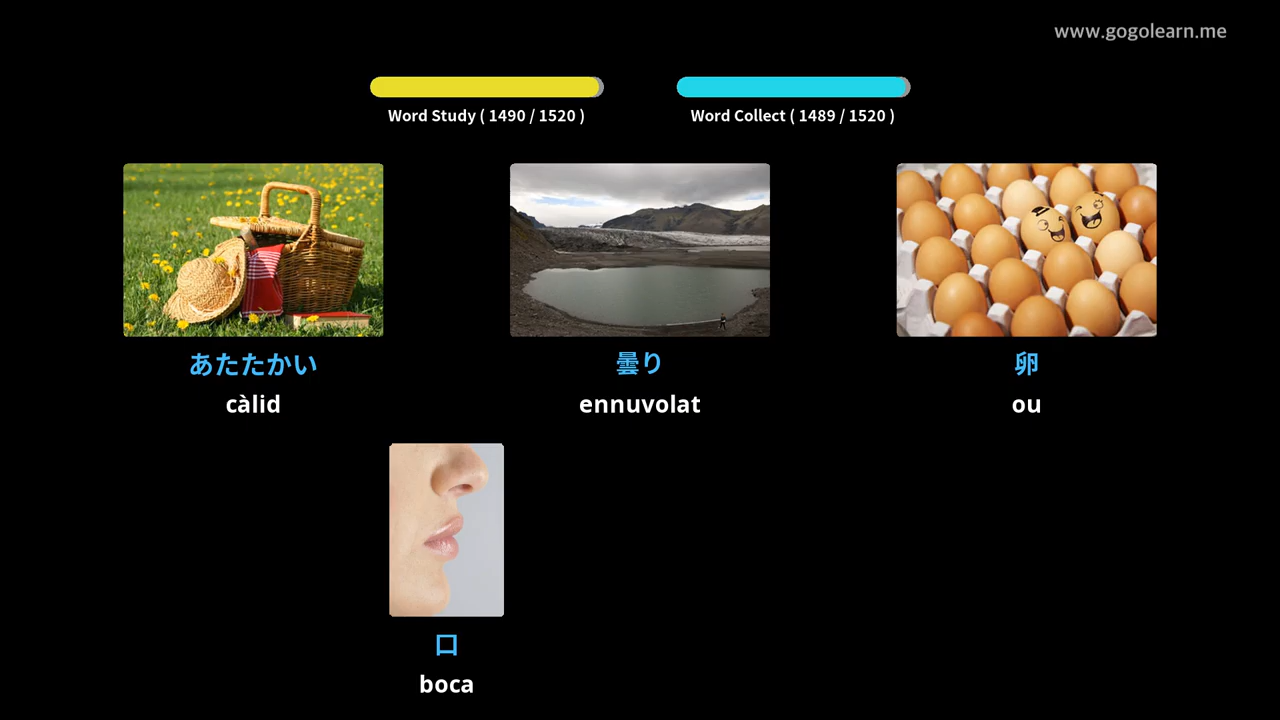 www.gogolearn.me
Word Study ( 1490 / 1520 )
Word Collect ( 1489 / 1520 )
あたたかい
càlid
曇り
ennuvolat
卵
ou
口
boca